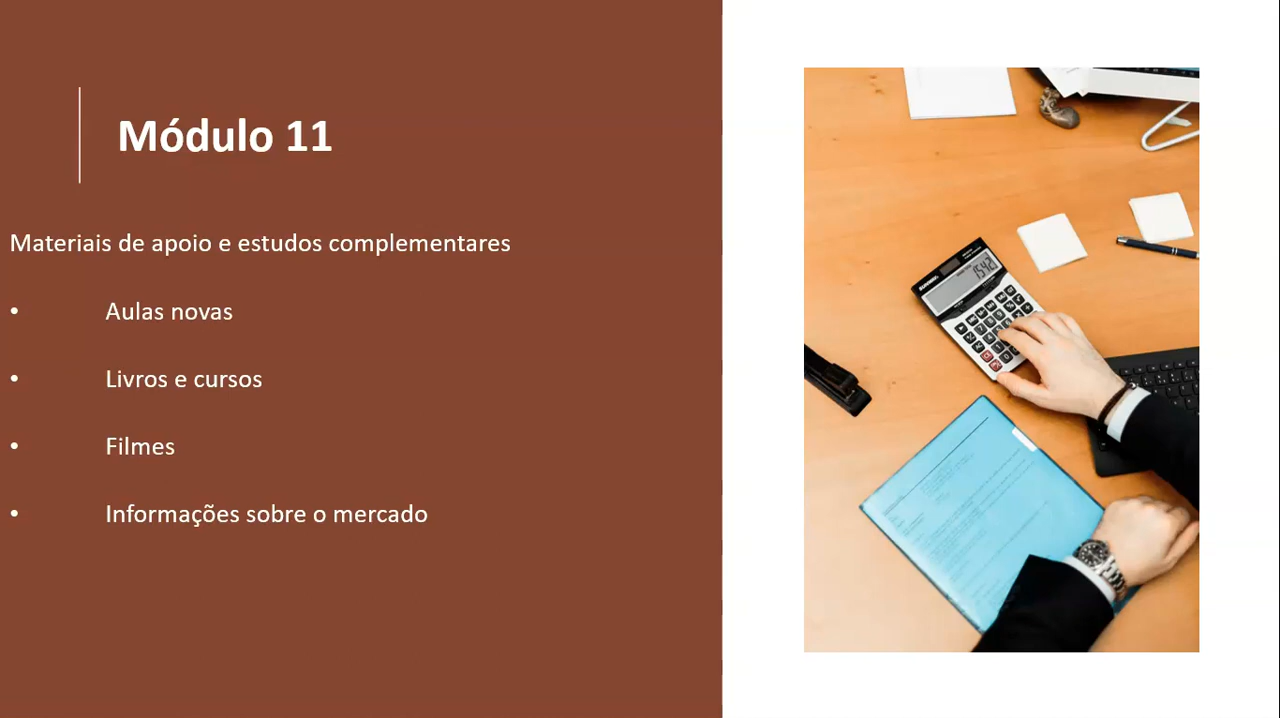 Módulo 11
Materiais de apoio e estudos complementares
• Aulas novas
• Livros e cursos
• Filmes
• Informações sobre o mercado